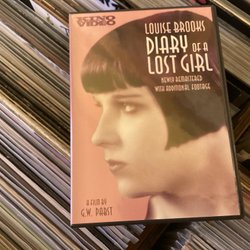 KINO
VIDEO
LOUISE BROOKS
DIARY OF A
LOST GIRL
NEWLY REMASTERED
WITH ADDITIONAL FOOTAGE
A FILM BY
G.W. PABST